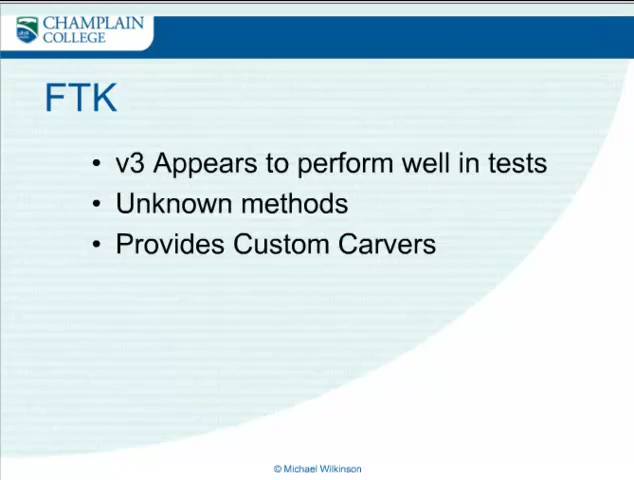 CHAMPLAIN
COLLEGE
FTK
• v3 Appears to perform well in tests
• Unknown methods
• Provides Custom Carvers
© Michael Wilkinson